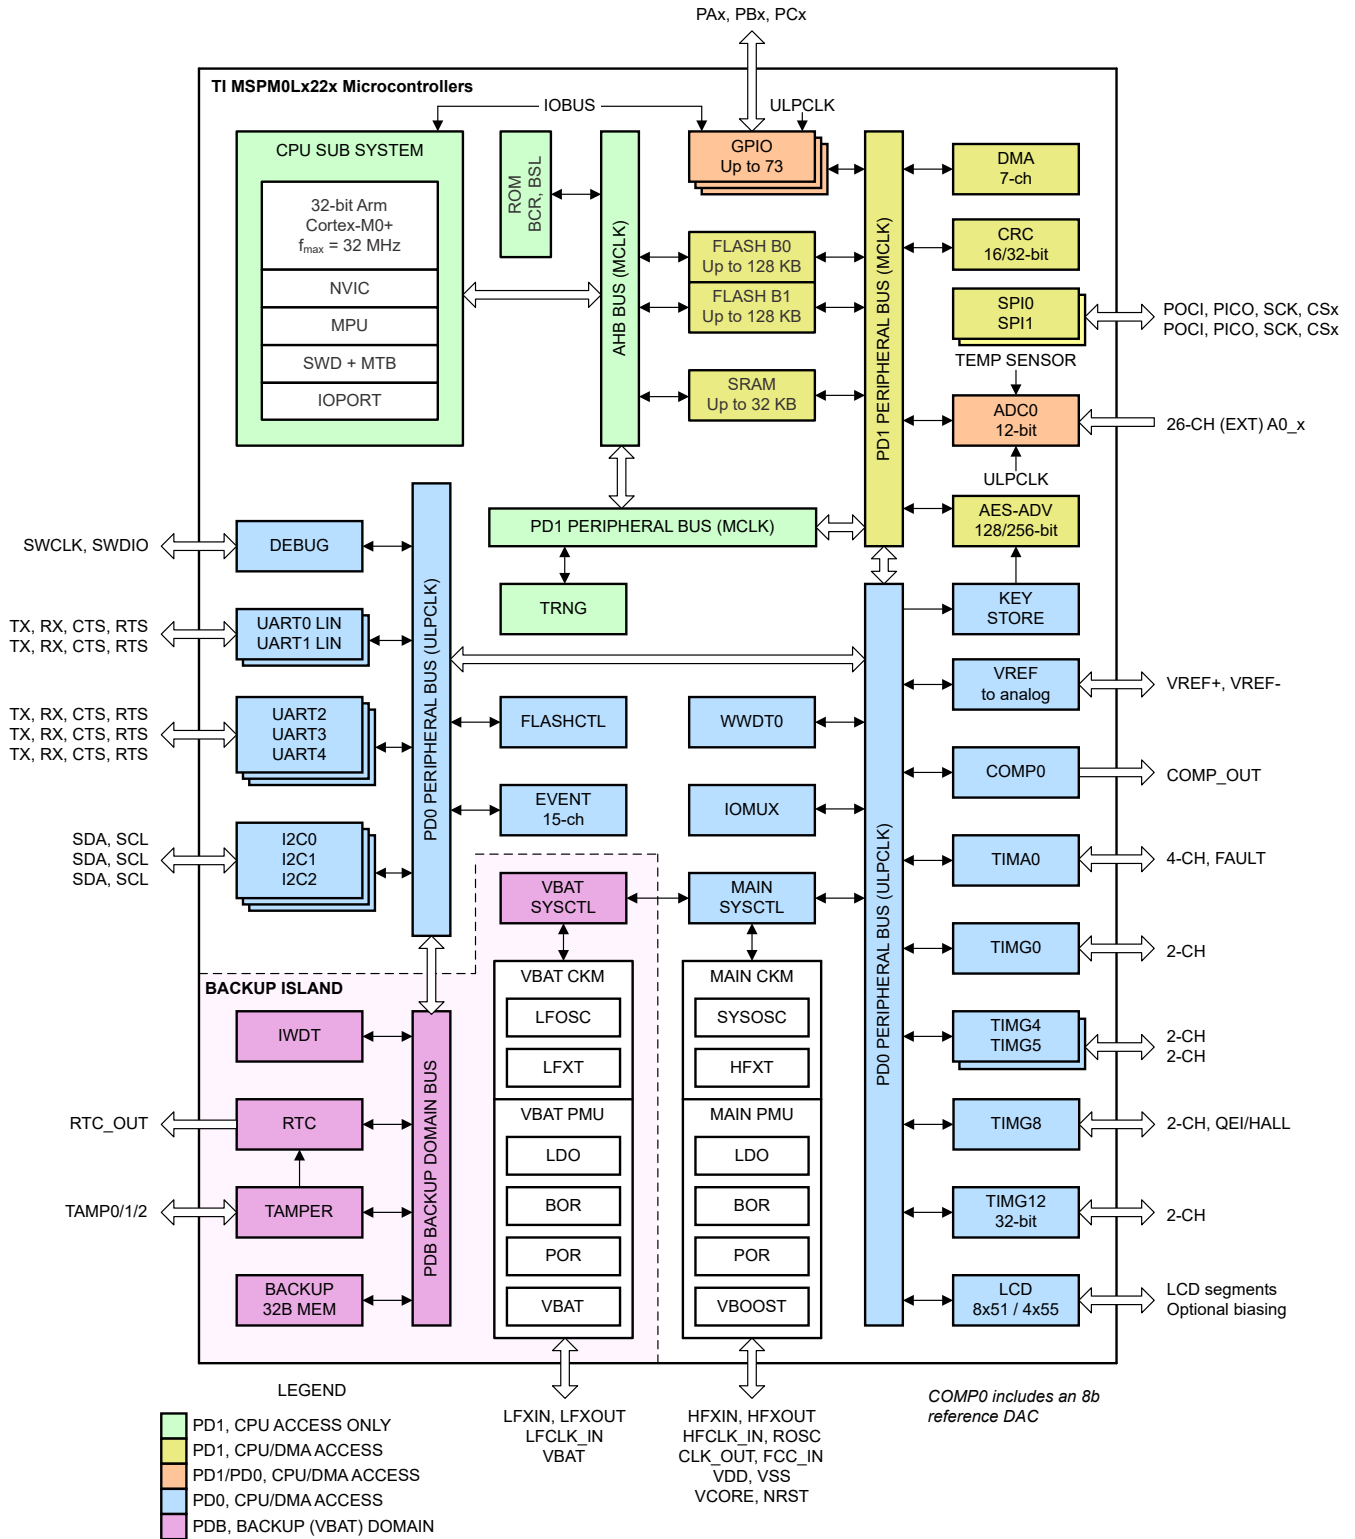 PAx, PBx, PCx
TI MSPM0Lx22x Microcontrollers
IOBUS
ULPCLK
CPU SUB SYSTEM
32-bit Arm
Cortex-M0+
fmax = 32 MHz
NVIC
MPU
SWD + MTB
IOPORT
ROM
BCR, BSL
AHB BUS (MCLK)
GPIO
Up to 73
FLASH B0
Up to 128 KB
FLASH B1
Up to 128 KB
SRAM
Up to 32 KB
PD1 PERIPHERAL BUS (MCLK)
DMA
7-ch
CRC
16/32-bit
SPI0
SPI1
POCI, PICO, SCK, CSx
POCI, PICO, SCK, CSx
TEMP SENSOR
ADC0
12-bit
26-CH (EXT) A0_x
ULPCLK
AES-ADV
128/256-bit
PD1 PERIPHERAL BUS (MCLK)
TRNG
SWCLK, SWDIO
DEBUG
TX, RX, CTS, RTS
TX, RX, CTS, RTS
UART0 LIN
UART1 LIN
TX, RX, CTS, RTS
TX, RX, CTS, RTS
TX, RX, CTS, RTS
UART2
UART3
UART4
SDA, SCL
SDA, SCL
SDA, SCL
I2C0
I2C1
I2C2
PD0 PERIPHERAL BUS (ULPCLK)
FLASHCTL
EVENT
15-ch
WWDT0
IOMUX
VBAT
SYSCTL
MAIN
SYSCTL
PD0 PERIPHERAL BUS (ULPCLK)
KEY
STORE
VREF
to analog
VREF+, VREF-
COMP0
COMP_OUT
TIMA0
4-CH, FAULT
TIMG0
2-CH
TIMG4
TIMG5
2-CH
2-CH
TIMG8
2-CH, QEI/HALL
TIMG12
32-bit
2-CH
LCD
8x51 / 4x55
LCD segments
Optional biasing
BACKUP ISLAND
IWDT
RTC_OUT
RTC
TAMP0/1/2
TAMPER
BACKUP
32B MEM
PDB BACKUP DOMAIN BUS
VBAT CKM
LFOSC
LFXT
VBAT PMU
LDO
BOR
POR
VBAT
MAIN CKM
SYSOSC
HFXT
MAIN PMU
LDO
BOR
POR
VBOOST
LFXIN, LFXOUT
LFCLK_IN
VBAT
HFXIN, HFXOUT
HFCLK_IN, ROSC
CLK_OUT, FCC_IN
VDD, VSS
VCORE, NRST
COMP0 includes an 8b
reference DAC
LEGEND
PD1, CPU ACCESS ONLY
PD1, CPU/DMA ACCESS
PD1/PD0, CPU/DMA ACCESS
PD0, CPU/DMA ACCESS
PDB, BACKUP (VBAT) DOMAIN